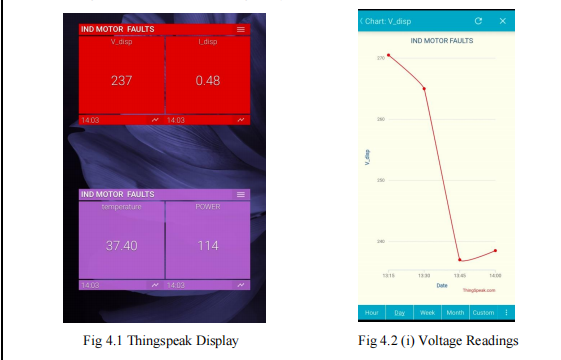 IND MOTOR FAULTS
V_disp I_disp
237 0.48
14:03 14:03
IND MOTOR FAULTS
temperature POWER
37.40 114
14:03 14:03
Fig 4.1 Thingspeak Display
Chart: V_disp
IND MOTOR FAULTS
270
260
250
240
V_disp
13:15 13:30 13:45 14:00
Date
ThingSpeak.com
Hour Day Week Month Custom
Fig 4.2 (i) Voltage Readings